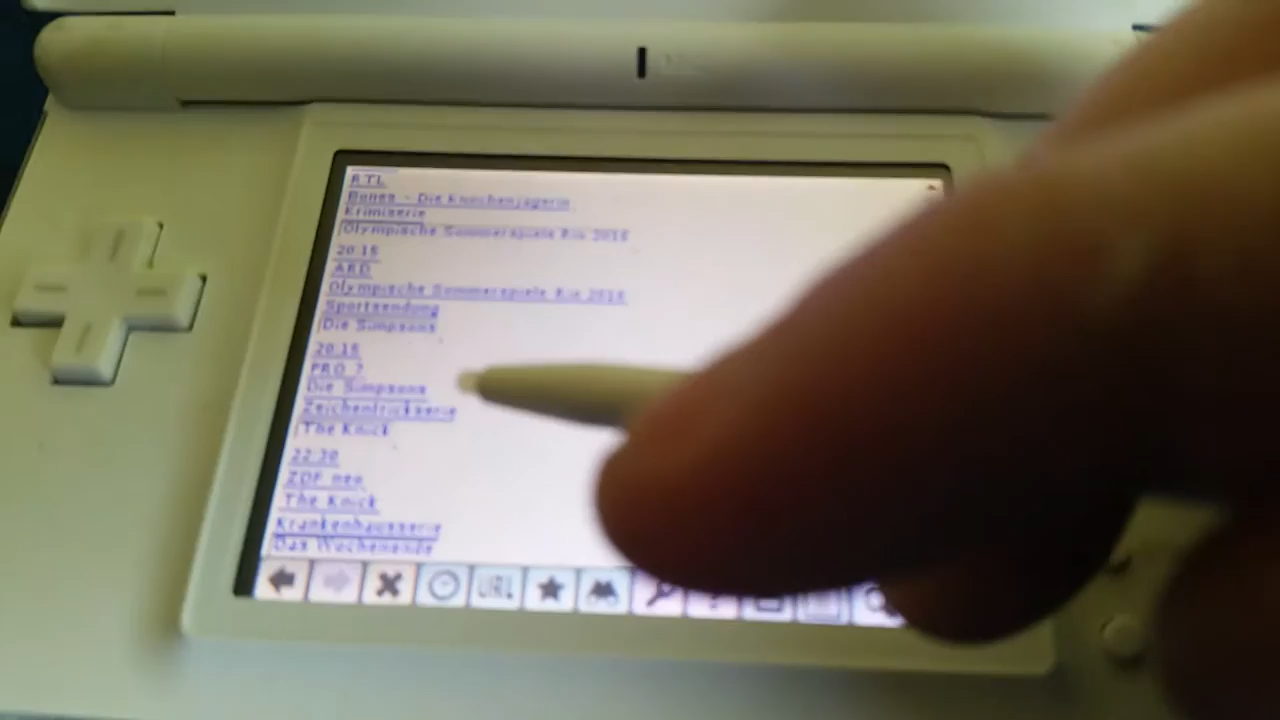 RTL
Bones - Die Knochenjägerin
Krimiserie
Olympische Sommerspiele Rio 2016
20:15
ARD
Olympische Sommerspiele Rio 2016
Sportsendung
Die Simpsons
20:15
PRO 7
Die Simpsons
Zeichentrickserie
The Knick
22:30
ZDF neo
The Knick
Krankenhausserie
Das Wochenende
URL
?